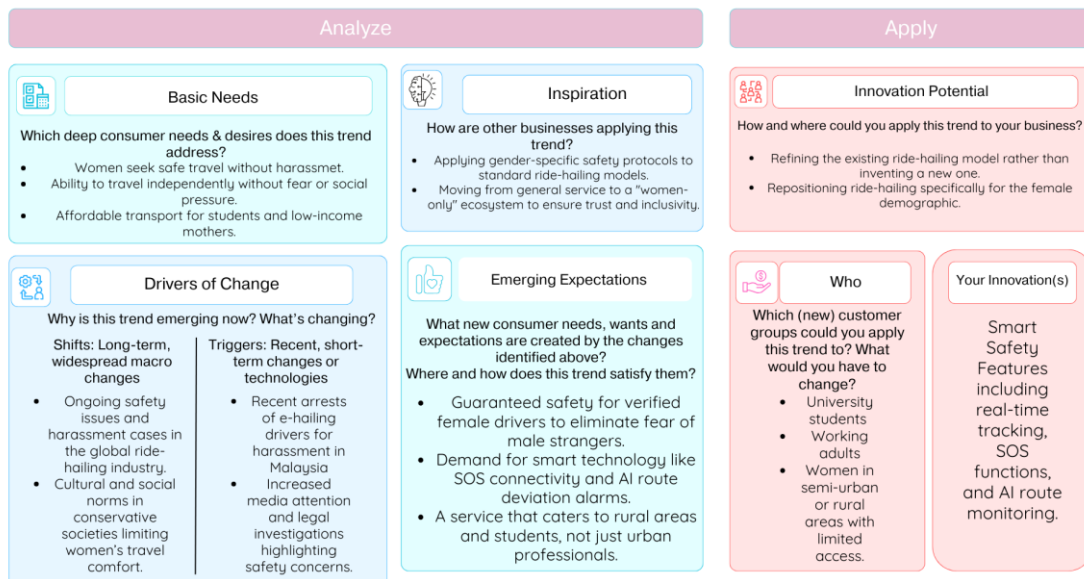 Analyze
Basic Needs
Which deep consumer needs & desires does this trend
address?
• Women seek safe travel without harassmet.
• Ability to travel independently without fear or social
pressure.
• Affordable transport for students and low-income
mothers.
Inspiration
How are other businesses applying this
trend?
• Applying gender-specific safety protocols to
standard ride-hailing models.
• Moving from general service to a "women-
only" ecosystem to ensure trust and inclusivity.
Drivers of Change
Why is this trend emerging now? What's changing?
Shifts: Long-term,
widespread macro
changes
• Ongoing safety
issues and
harassment cases in
the global ride-
hailing industry.
• Cultural and social
norms in
conservative
societies limiting
women's travel
comfort.
Triggers: Recent, short-
term changes or
technologies
• Recent arrests
of e-hailing
drivers for
harassment in
Malaysia
• Increased
media attention
and legal
investigations
highlighting
safety concerns.
Emerging Expectations
What new consumer needs, wants and
expectations are created by the changes
identified above?
Where and how does this trend satisfy them?
• Guaranteed safety for verified
female drivers to eliminate fear of
male strangers.
• Demand for smart technology like
SOS connectivity and AI route
deviation alarms.
• A service that caters to rural areas
and students, not just urban
professionals.
Apply
Innovation Potential
How and where could you apply this trend to your business?
• Refining the existing ride-hailing model rather than
inventing a new one.
• Repositioning ride-hailing specifically for the female
demographic.
Who
Which (new) customer
groups could you apply
this trend to? What
would you have to
change?
• University
students
• Working
adults
• Women in
semi-urban
or rural
areas with
limited
access.
Your Innovation(s)
Smart
Safety
Features
including
real-time
tracking,
SOS
functions,
and AI route
monitoring.